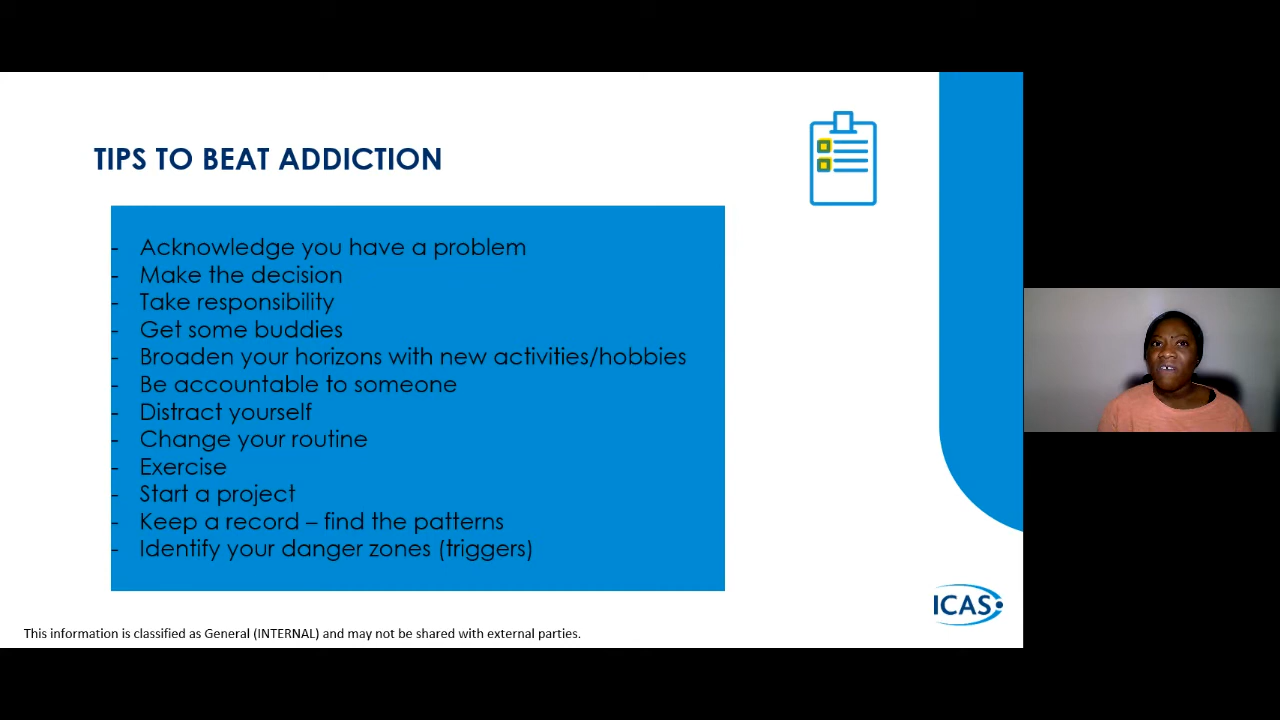 TIPS TO BEAT ADDICTION
- Acknowledge you have a problem
- Make the decision
- Take responsibility
- Get some buddies
- Broaden your horizons with new activities/hobbies
- Be accountable to someone
- Distract yourself
- Change your routine
- Exercise
- Start a project
- Keep a record – find the patterns
- Identify your danger zones (triggers)
ICAS
This information is classified as General (INTERNAL) and may not be shared with external parties.